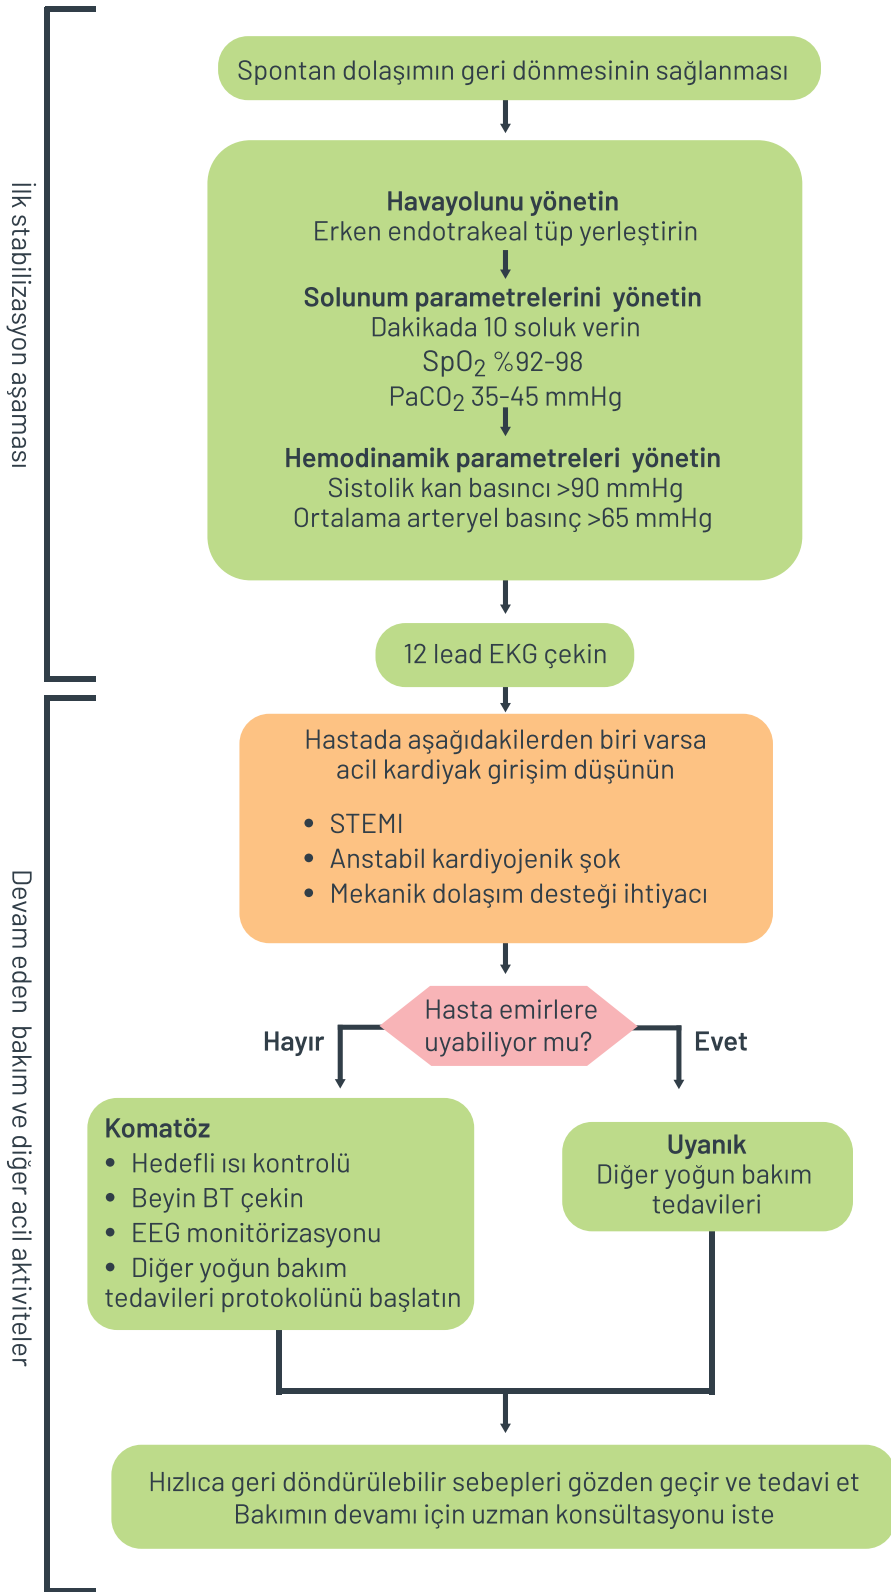 İlk stabilizasyon aşaması
Spontan dolaşımın geri dönmesinin sağlanması
Havayolunu yönetin
Erken endotrakeal tüp yerleştirin
Solunum parametrelerini yönetin
Dakikada 10 soluk verin
SpO₂ %92-98
PaCO₂ 35-45 mmHg
Hemodinamik parametreleri yönetin
Sistolik kan basıncı >90 mmHg
Ortalama arteryel basınç >65 mmHg
12 lead EKG çekin
Devam eden bakım ve diğer acil aktiviteler
Hastada aşağıdakilerden biri varsa
acil kardiyak girişim düşünün
• STEMI
• Anstabil kardiyojenik şok
• Mekanik dolaşım desteği ihtiyacı
Hasta emirlere
uyabiliyor mu?
Hayır
Evet
Komatöz
• Hedefli ısı kontrolü
• Beyin BT çekin
• EEG monitörizasyonu
• Diğer yoğun bakım
tedavileri protokolünü başlatın
Uyanık
Diğer yoğun bakım
tedavileri
Hızlıca geri döndürülebilir sebepleri gözden geçir ve tedavi et
Bakımın devamı için uzman konsültasyonu iste